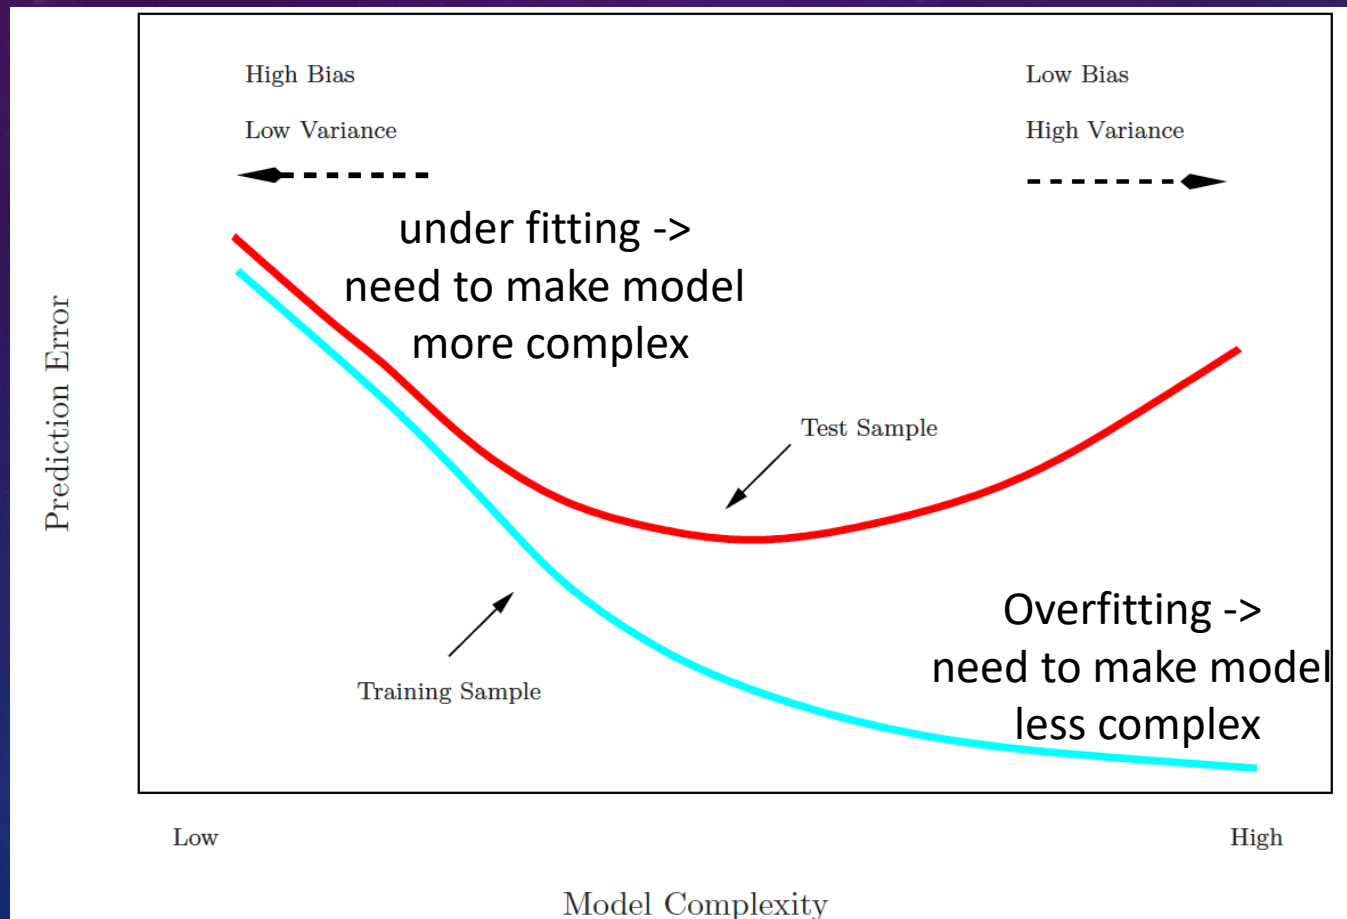 High Bias
Low Variance
Low Bias
High Variance
under fitting ->
need to make model
more complex
Prediction Error
Test Sample
Overfitting ->
need to make model
less complex
Training Sample
Low
High
Model Complexity